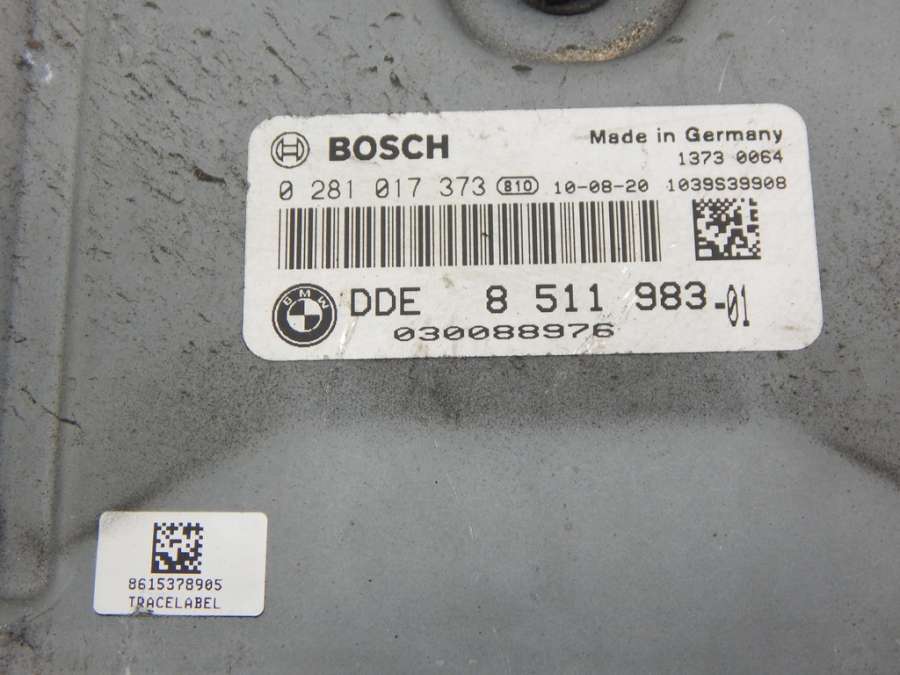 BOSCH
Made in Germany
1373 0064
0 281 017 373 810 10-08-20 1039S39908
BMW DDE 8 511 983-01
030088976
8615378905
TRACELABEL